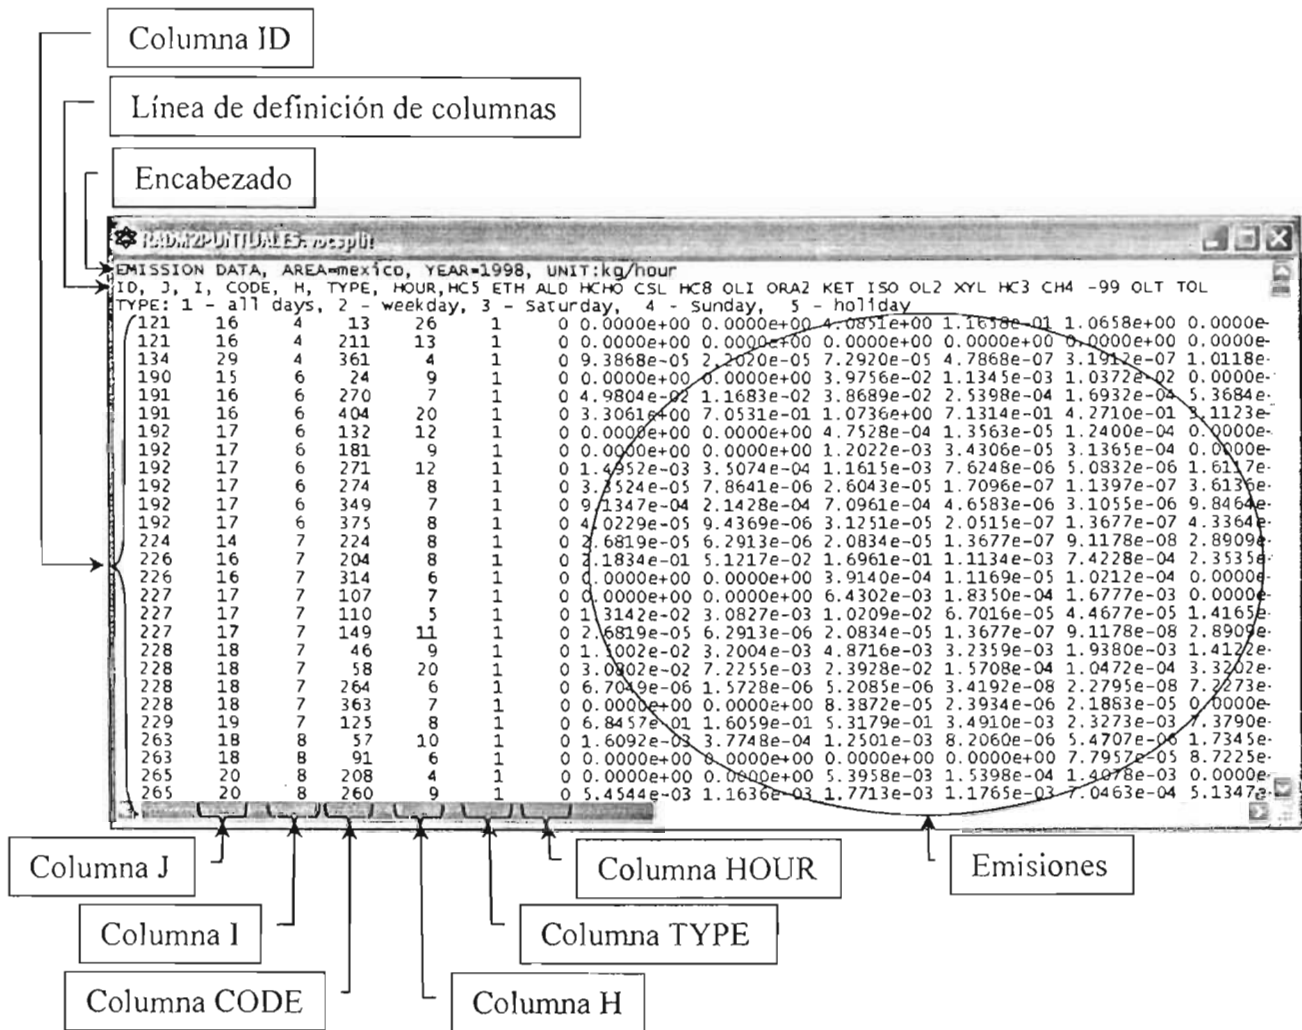 Columna ID
Línea de definición de columnas
Encabezado
RADM2PUNTUALES.vocsplit
EMISSION DATA, AREA=mexico, YEAR=1998, UNIT:kg/hour
ID, J, I, CODE, H, TYPE, HOUR,HC5 ETH ALD HCHO CSL HC8 OLI ORA2 KET ISO OL2 XYL HC3 CH4 -99 OLT TOL
TYPE: 1 - all days, 2 - weekday, 3 - Saturday, 4 - Sunday, 5 - holiday
121 16 4 13 26 1 0 0.0000e+00 0.0000e+00 4.0851e+00 1.1658e-01 1.0658e+00 0.0000e-
121 16 4 211 13 1 0 0.0000e+00 0.0000e+00 0.0000e+00 0.0000e+00 0.0000e+00 0.0000e-
134 29 4 361 4 1 0 9.3868e-05 2.2020e-05 7.2920e-05 4.7868e-07 3.1912e-07 1.0118e-
190 15 6 24 9 1 0 0.0000e+00 0.0000e+00 3.9756e-02 1.1345e-03 1.0372e-02 0.0000e-
191 16 6 270 7 1 0 4.9804e-02 1.1683e-02 3.8689e-02 2.5398e-04 1.6932e-04 5.3684e-
191 16 6 404 20 1 0 3.3061e+00 7.0531e-01 1.0736e+00 7.1314e-01 4.2710e-01 3.1123e-
192 17 6 132 12 1 0 0.0000e+00 0.0000e+00 4.7528e-04 1.3563e-05 1.2400e-04 0.0000e-
192 17 6 181 9 1 0 0.0000e+00 0.0000e+00 1.2022e-03 3.4306e-05 3.1365e-04 0.0000e-
192 17 6 271 12 1 0 1.4952e-03 3.5074e-04 1.1615e-03 7.6248e-06 5.0832e-06 1.6117e-
192 17 6 274 8 1 0 3.3524e-05 7.8641e-06 2.6043e-05 1.7096e-07 1.1397e-07 3.6136e-
192 17 6 349 7 1 0 9.1347e-04 2.1428e-04 7.0961e-04 4.6583e-06 3.1055e-06 9.8464e-
192 17 6 375 8 1 0 4.0229e-05 9.4369e-06 3.1251e-05 2.0515e-07 1.3677e-07 4.3364e-
224 14 7 224 8 1 0 2.6819e-05 6.2913e-06 2.0834e-05 1.3677e-07 9.1178e-08 2.8909e-
226 16 7 204 8 1 0 2.1834e-01 5.1217e-02 1.6961e-01 1.1134e-03 7.4228e-04 2.3535e-
226 16 7 314 6 1 0 0.0000e+00 0.0000e+00 3.9140e-04 1.1169e-05 1.0212e-04 0.0000e-
227 17 7 107 7 1 0 0.0000e+00 0.0000e+00 6.4302e-03 1.8350e-04 1.6777e-03 0.0000e-
227 17 7 110 5 1 0 1.3142e-02 3.0827e-03 1.0209e-02 6.7016e-05 4.4677e-05 1.4165e-
227 17 7 149 11 1 0 2.6819e-05 6.2913e-06 2.0834e-05 1.3677e-07 9.1178e-08 2.8909e-
228 18 7 46 9 1 0 3.2004e-03 4.8716e-03 3.2359e-03 1.9380e-03 1.4122e-
228 18 7 58 20 1 0 3.0802e-02 7.2255e-03 2.3928e-02 1.5708e-04 1.0472e-04 3.3202e-
228 18 7 264 6 1 0 6.7049e-06 1.5728e-06 5.2085e-06 3.4192e-08 2.2795e-08 7.2273e-
228 18 7 363 7 1 0 0.0000e+00 0.0000e+00 8.3872e-05 2.3934e-06 2.1883e-05 0.0000e-
229 19 7 125 8 1 0 6.8457e-01 1.6059e-01 5.3179e-01 3.4910e-03 2.3273e-03 7.3790e-
263 18 8 57 10 1 0 1.6092e-03 3.7748e-04 1.2501e-03 8.2060e-06 5.4707e-06 1.7345e-
263 18 8 91 6 1 0 0.0000e+00 0.0000e+00 0.0000e+00 0.0000e+00 7.7957e-05 8.7225e-
265 20 8 208 4 1 0 0.0000e+00 0.0000e+00 5.3958e-03 1.5398e-04 1.4078e-03 0.0000e-
265 20 8 260 9 1 0 5.4544e-03 1.1636e-03 1.7713e-03 1.1765e-03 7.0463e-04 5.1347e-
Columna J
Columna HOUR
Emisiones
Columna I
Columna TYPE
Columna CODE
Columna H